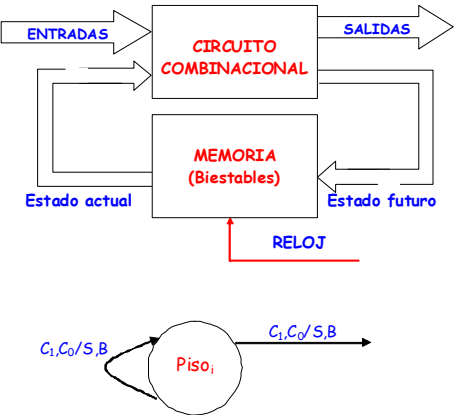 ENTRADAS
CIRCUITO
COMBINACIONAL
SALIDAS
MEMORIA
(Biestables)
Estado actual
Estado futuro
RELOJ
C₁,C₀/S,B
Pisoᵢ
C₁,C₀/S,B